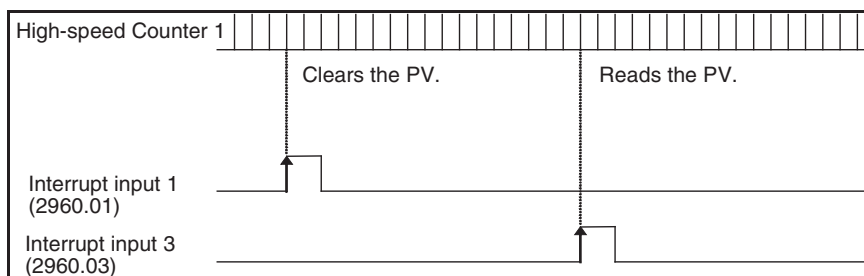 High-speed Counter 1
Clears the PV.
Reads the PV.
Interrupt input 1
(2960.01)
Interrupt input 3
(2960.03)